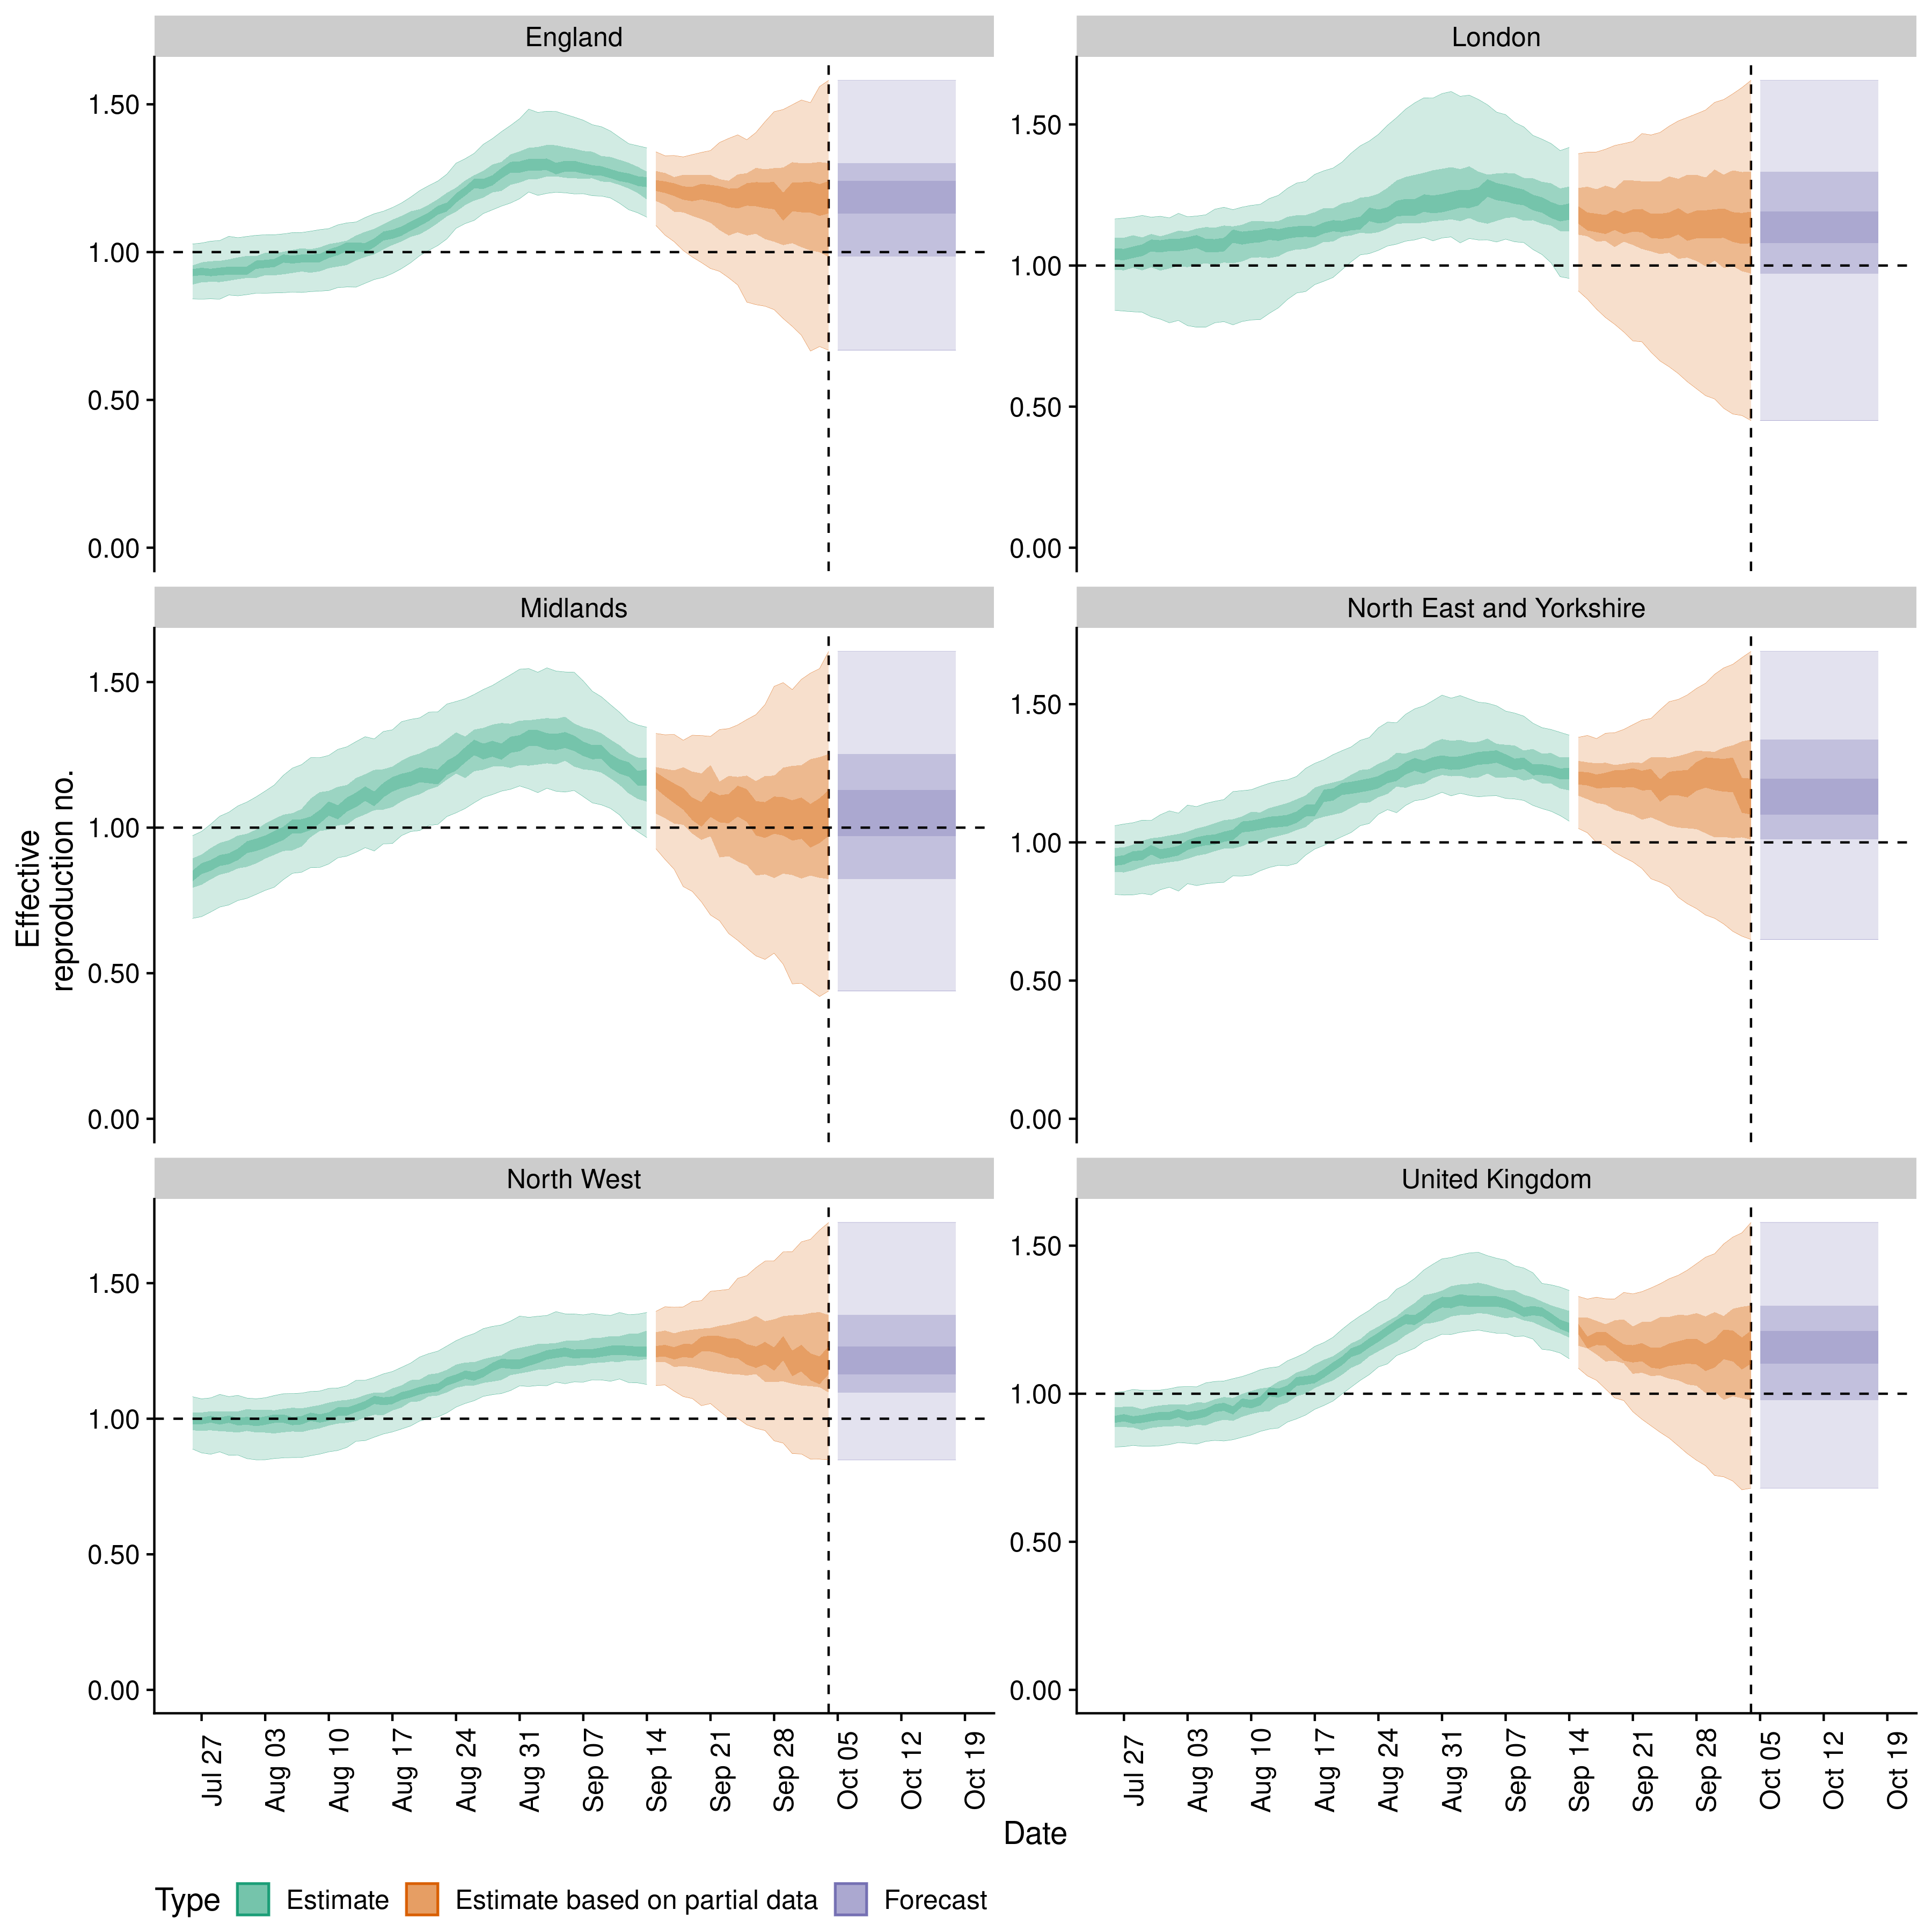 England
London
1.50
1.00
0.50
0.00
1.50
1.00
0.50
0.00
Midlands
North East and Yorkshire
1.50
1.00
0.50
0.00
1.50
1.00
0.50
0.00
North West
United Kingdom
1.50
1.00
0.50
0.00
1.50
1.00
0.50
0.00
Effective
reproduction no.
Jul 27
Aug 03
Aug 10
Aug 17
Aug 24
Aug 31
Sep 07
Sep 14
Sep 21
Sep 28
Oct 05
Oct 12
Oct 19
Jul 27
Aug 03
Aug 10
Aug 17
Aug 24
Aug 31
Sep 07
Sep 14
Sep 21
Sep 28
Oct 05
Oct 12
Oct 19
Date
Type Estimate Estimate based on partial data Forecast